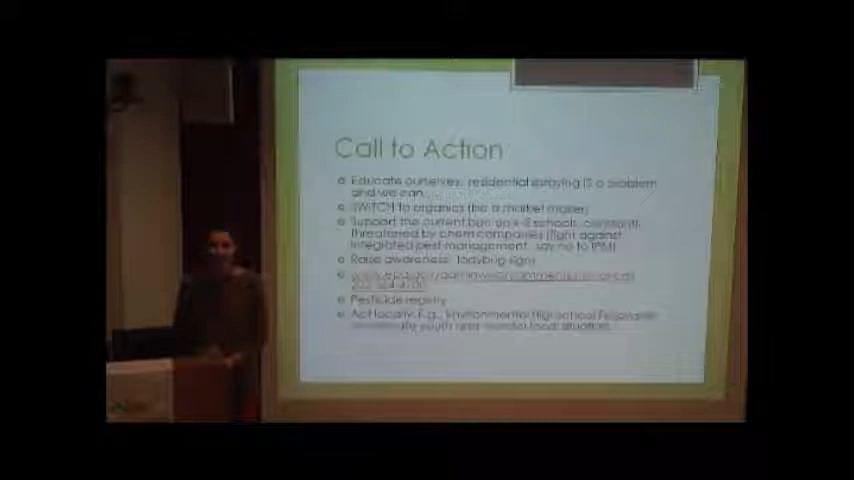 Call to Action
Educate ourselves: residential spraying is a problem
and we can
SWITCH to organics (be a market maker)
Support the current ban on k-8 schools, constantly
threatened by chem companies (fight against
integrated pest management, say no to IPM)
Raise awareness: ladybug signs
Pesticide registry
Act locally: E.g., Environmental High School Fellowship